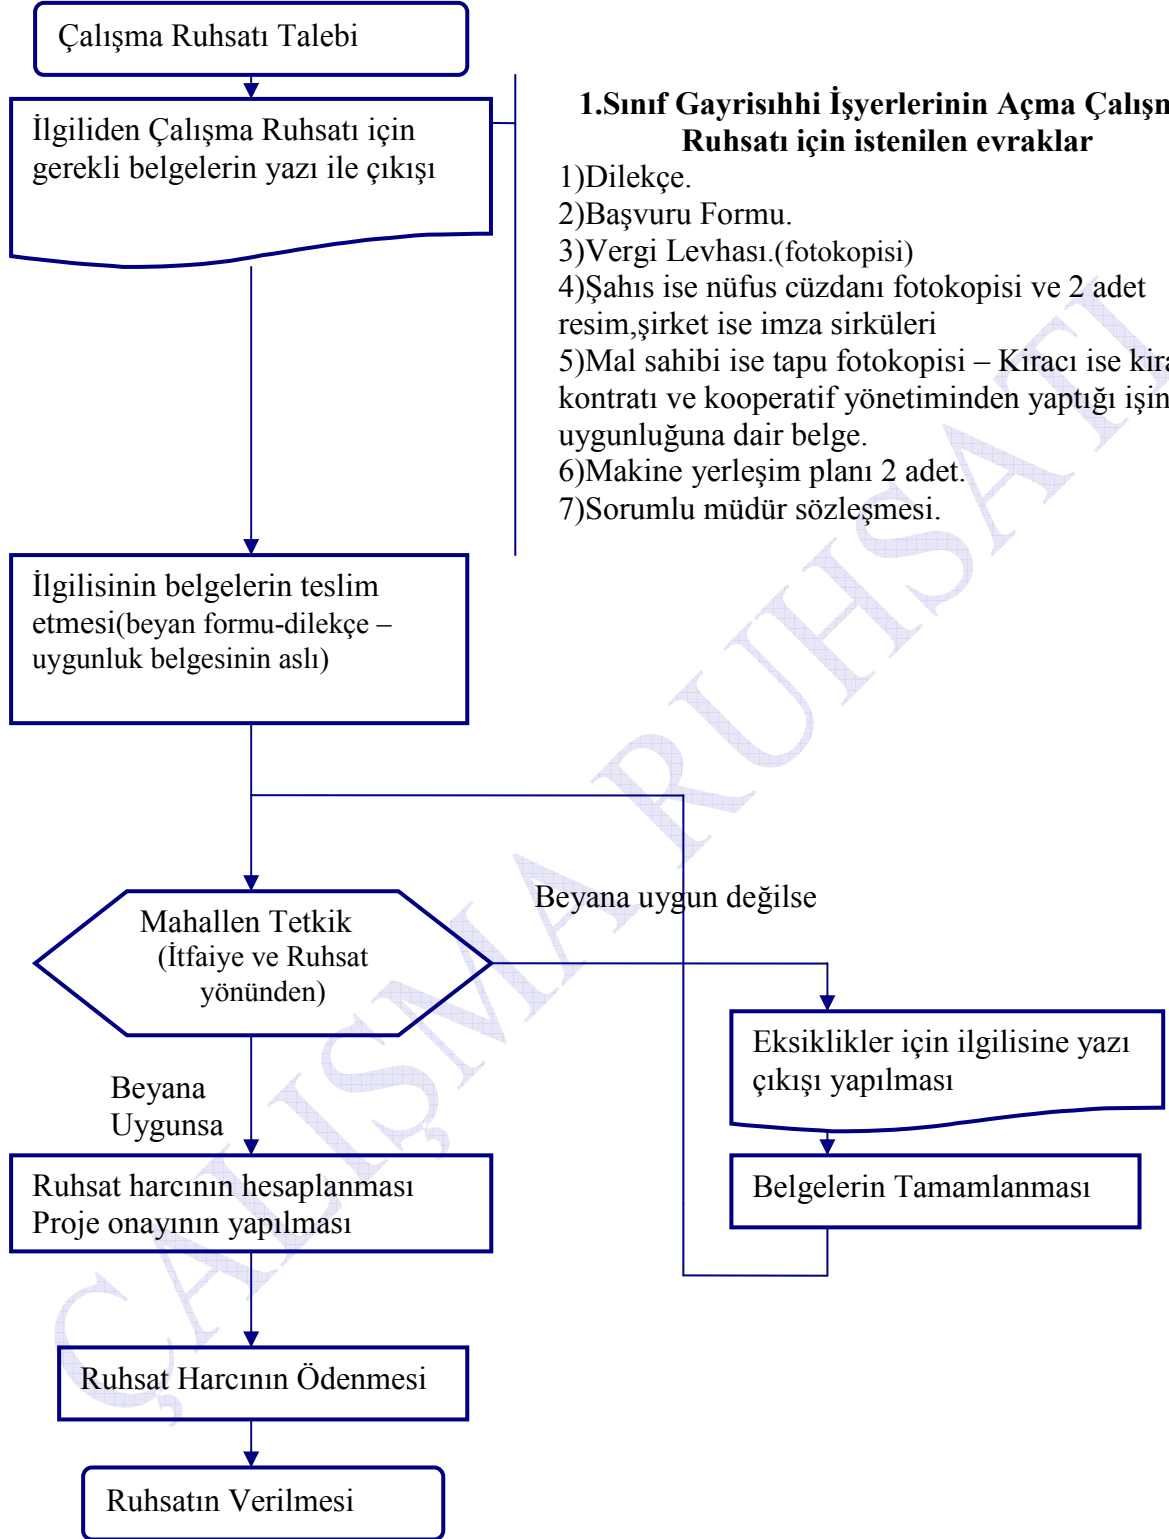 Çalışma Ruhsatı Talebi
İlgiliden Çalışma Ruhsatı için
gerekli belgelerin yazı ile çıkışı
1.Sınıf Gayrisıhhi İşyerlerinin Açma
Ruhsatı için istenilen evraklar
1)Dilekçe.
2)Başvuru Formu.
3)Vergi Levhası.(fotokopisi)
4)Şahıs ise nüfus cüzdanı fotokopisi ve 2 adet
resim,şirket ise imza sirküleri
5)Mal sahibi ise tapu fotokopisi – Kiracı ise kira
kontratı ve kooperatif yönetiminden yaptığı işin
uygunluğuna dair belge.
6)Makine yerleşim planı 2 adet.
7)Sorumlu müdür sözleşmesi.
İlgilisinin belgelerin teslim
etmesi(beyan formu-dilekçe –
uygunluk belgesinin aslı)
Mahallen Tetkik
(İtfaiye ve Ruhsat
yönünden)
Beyana uygun değilse
Eksiklikler için ilgilisine yazı
çıkışı yapılması
Belgelerin Tamamlanması
Beyana
Uygunsa
Ruhsat harcının hesaplanması
Proje onayının yapılması
Ruhsat Harcının Ödenmesi
Ruhsatın Verilmesi
ÇALIŞMA RUHSATI